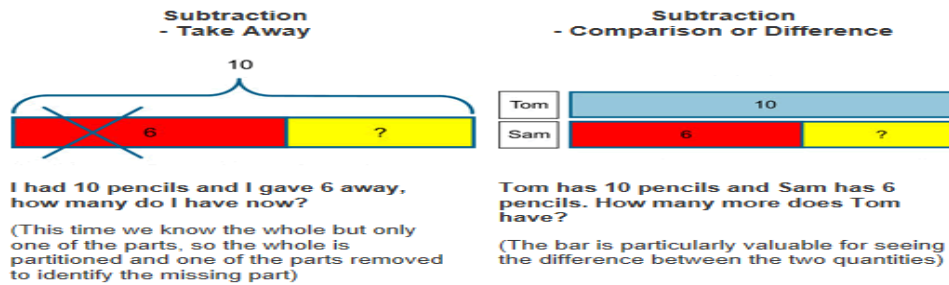 Subtraction
- Take Away
10
6
?
I had 10 pencils and I gave 6 away,
how many do I have now?
(This time we know the whole but only
one of the parts, so the whole is
partitioned and one of the parts removed
to identify the missing part)
Subtraction
- Comparison or Difference
Tom
10
Sam
6
?
Tom has 10 pencils and Sam has 6
pencils. How many more does Tom
have?
(The bar is particularly valuable for seeing
the difference between the two quantities)